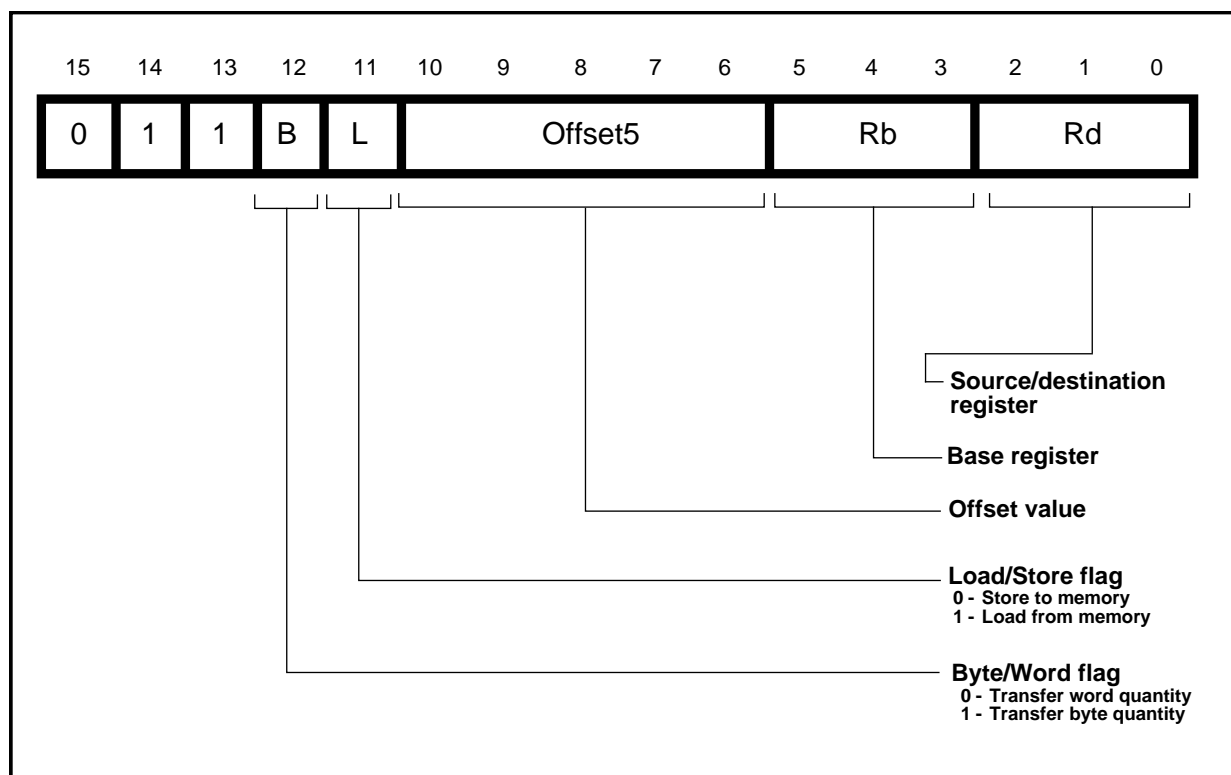 15 14 13 12 11 10 9 8 7 6 5 4 3 2 1 0
0 1 1 B L Offset5 Rb Rd
Source/destination
register
Base register
Offset value
Load/Store flag
0 - Store to memory
1 - Load from memory
Byte/Word flag
0 - Transfer word quantity
1 - Transfer byte quantity